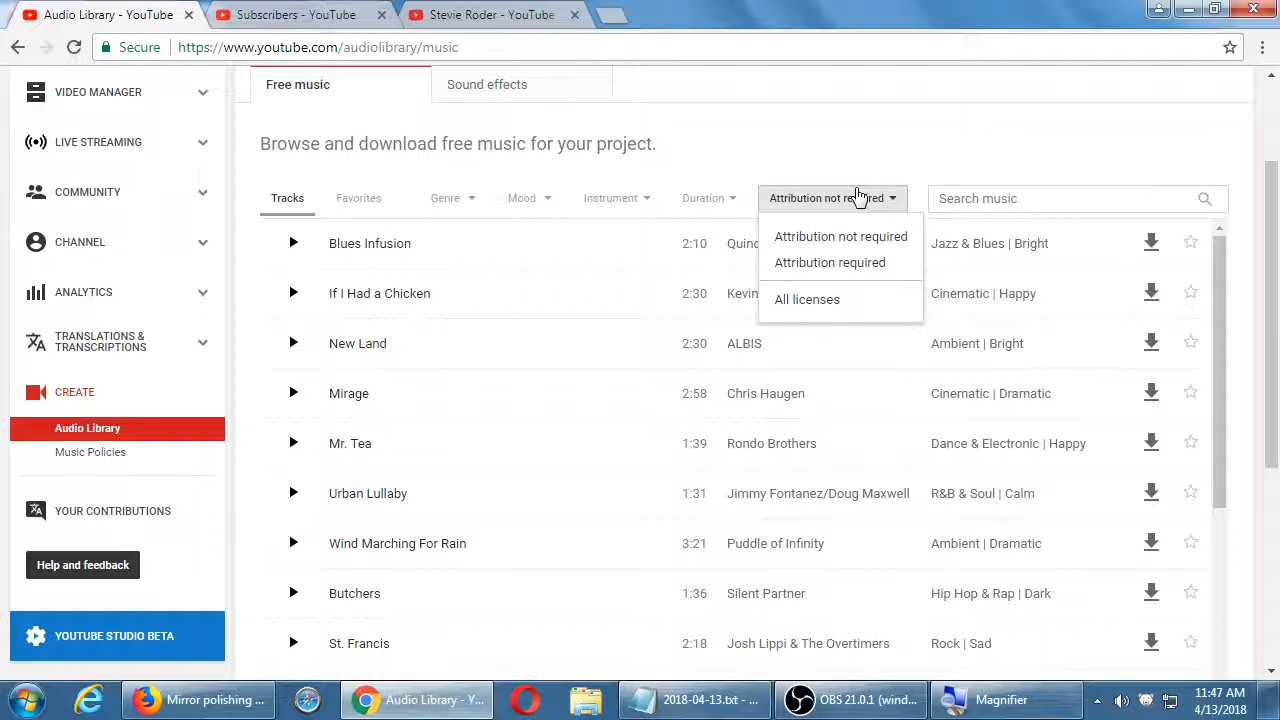 Audio Library - YouTube
Subscribers - YouTube
Stevie Yoder - YouTube
Secure
https://www.youtube.com/audiolibrary/music
VIDEO MANAGER
LIVE STREAMING
COMMUNITY
CHANNEL
ANALYTICS
TRANSLATIONS &
TRANSCRIPTIONS
CREATE
Audio Library
Music Policies
YOUR CONTRIBUTIONS
Help and feedback
YOUTUBE STUDIO BETA
Free music
Sound effects
Browse and download free music for your project.
Tracks Favorites Genre Mood Instrument Duration Attribution not required Search music
Attribution not required
Attribution required
All licenses
Blues Infusion 2:10 Jazz & Blues | Bright
If I Had a Chicken 2:30 Kevin Cinematic | Happy
New Land 2:30 ALBIS Ambient | Bright
Mirage 2:58 Chris Haugen Cinematic | Dramatic
Mr. Tea 1:39 Rondo Brothers Dance & Electronic | Happy
Urban Lullaby 1:31 Jimmy Fontanez/Doug Maxwell R&B & Soul | Calm
Wind Marching For Rain 3:21 Puddle of Infinity Ambient | Dramatic
Butchers 1:36 Silent Partner Hip Hop & Rap | Dark
St. Francis 2:18 Josh Lippi & The Overtimers Rock | Sad
Mirror polishing ...
Audio Library - Y...
2018-04-13.txt - ...
OBS 21.0.1 (wind...
Magnifier
11:47 AM
4/13/2018